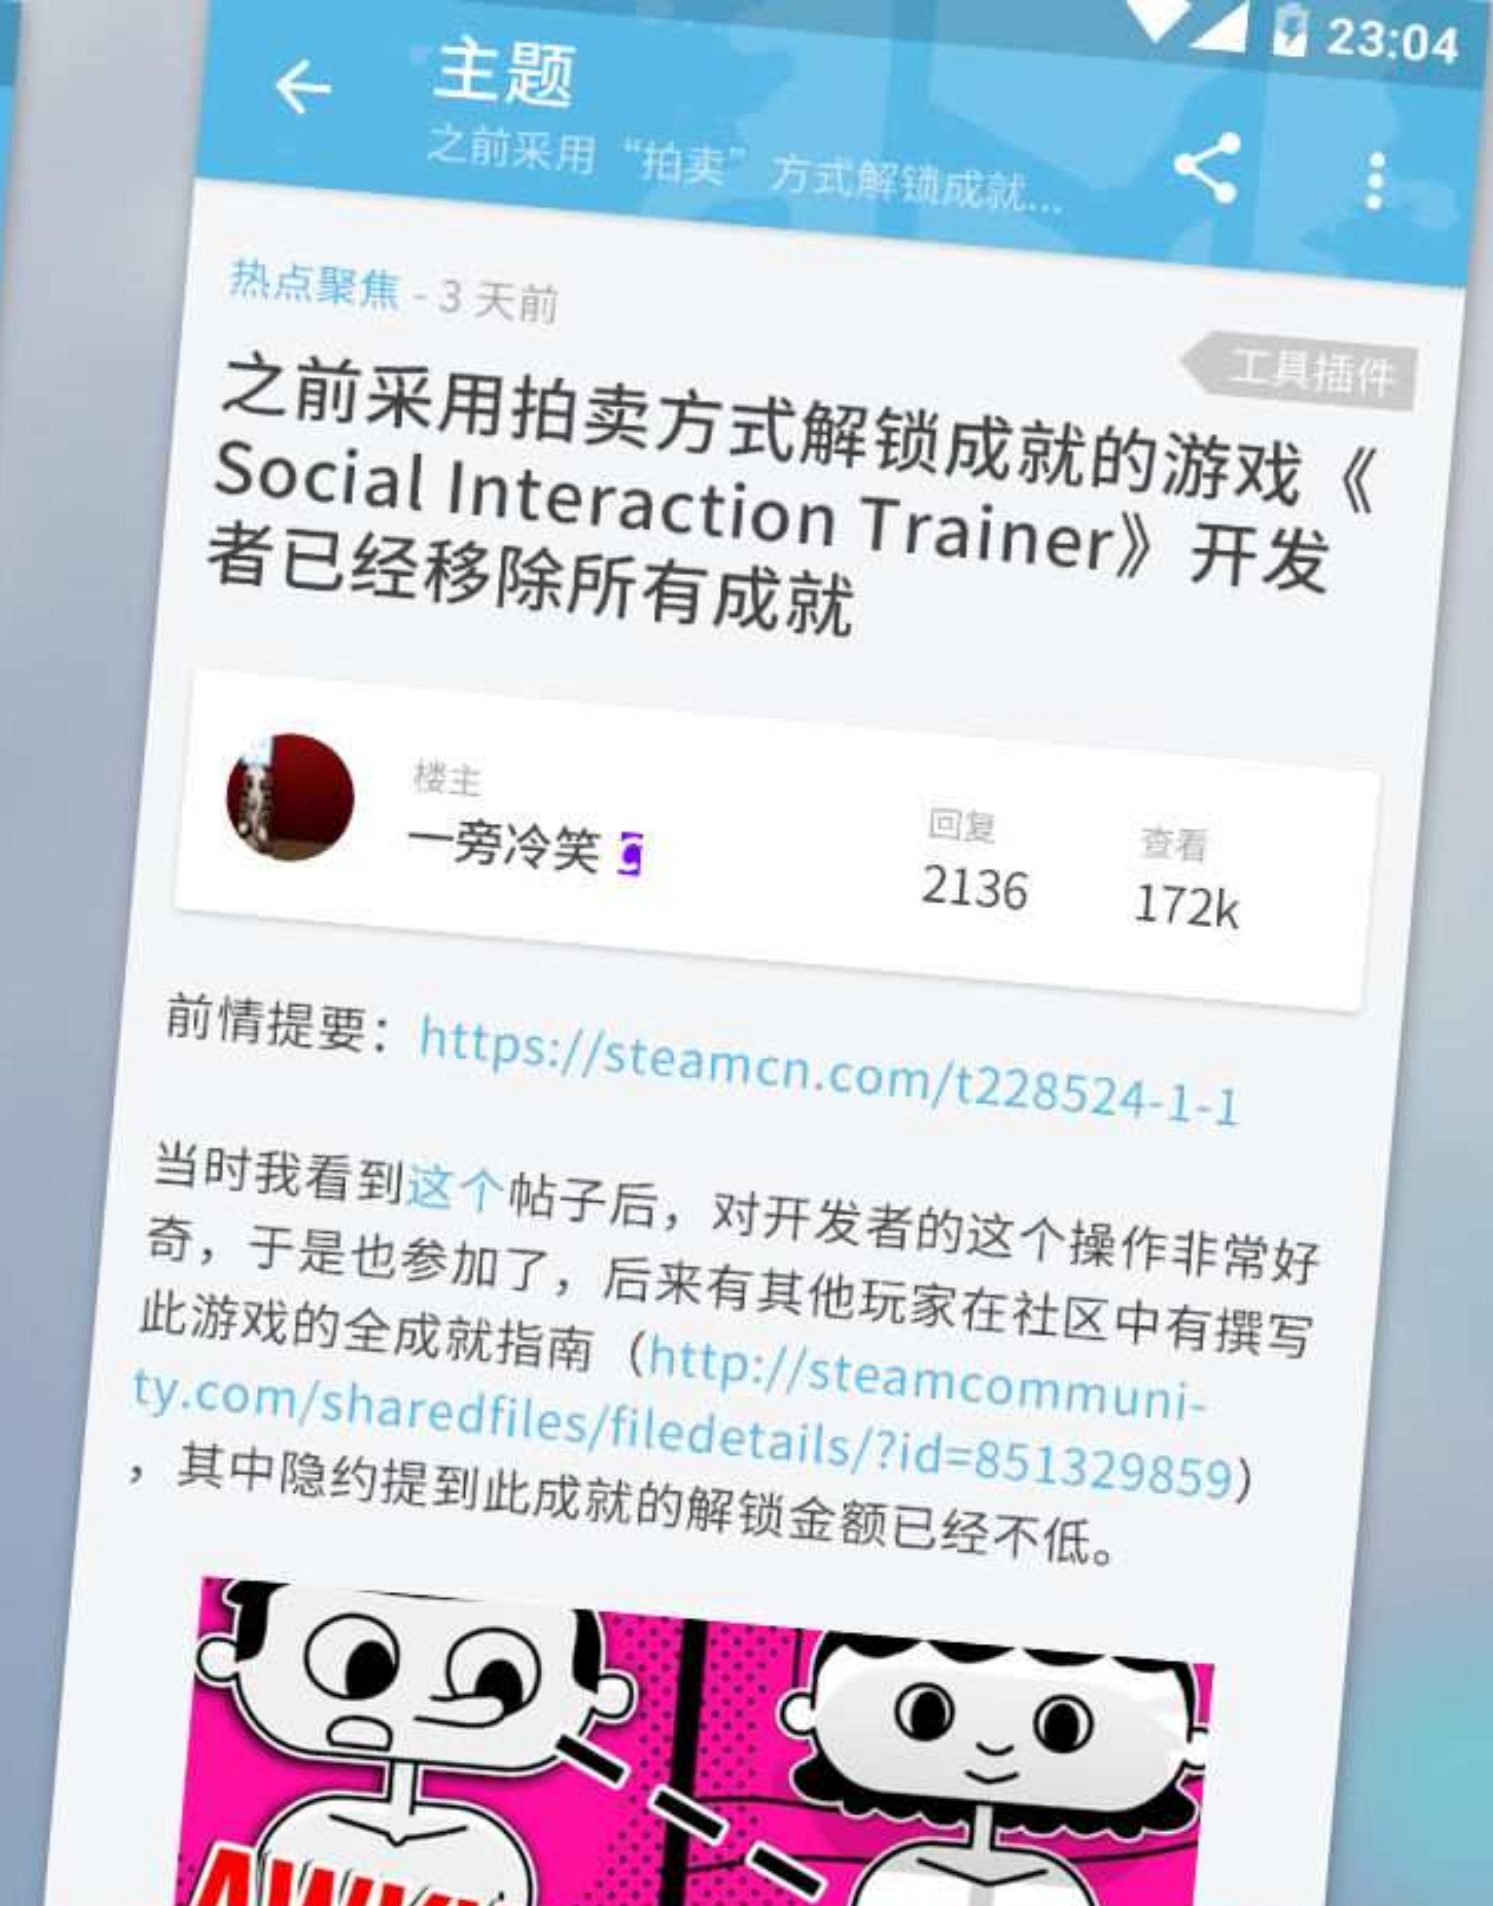 23:04
主题
之前采用“拍卖”方式解锁成就...
热点聚焦 - 3 天前
工具插件
之前采用拍卖方式解锁成就的游戏《
Social Interaction Trainer》开发
者已经移除所有成就
楼主
一旁冷笑
回复
2136
查看
172k
前情提要：https://steamcn.com/t228524-1-1
当时我看到这个帖子后，对开发者的这个操作非常好
奇，于是也参加了，后来有其他玩家在社区中有撰写
此游戏的全成就指南（http://steamcommuni-
ty.com/sharedfiles/filedetails/?id=851329859）
，其中隐约提到此成就的解锁金额已经不低。